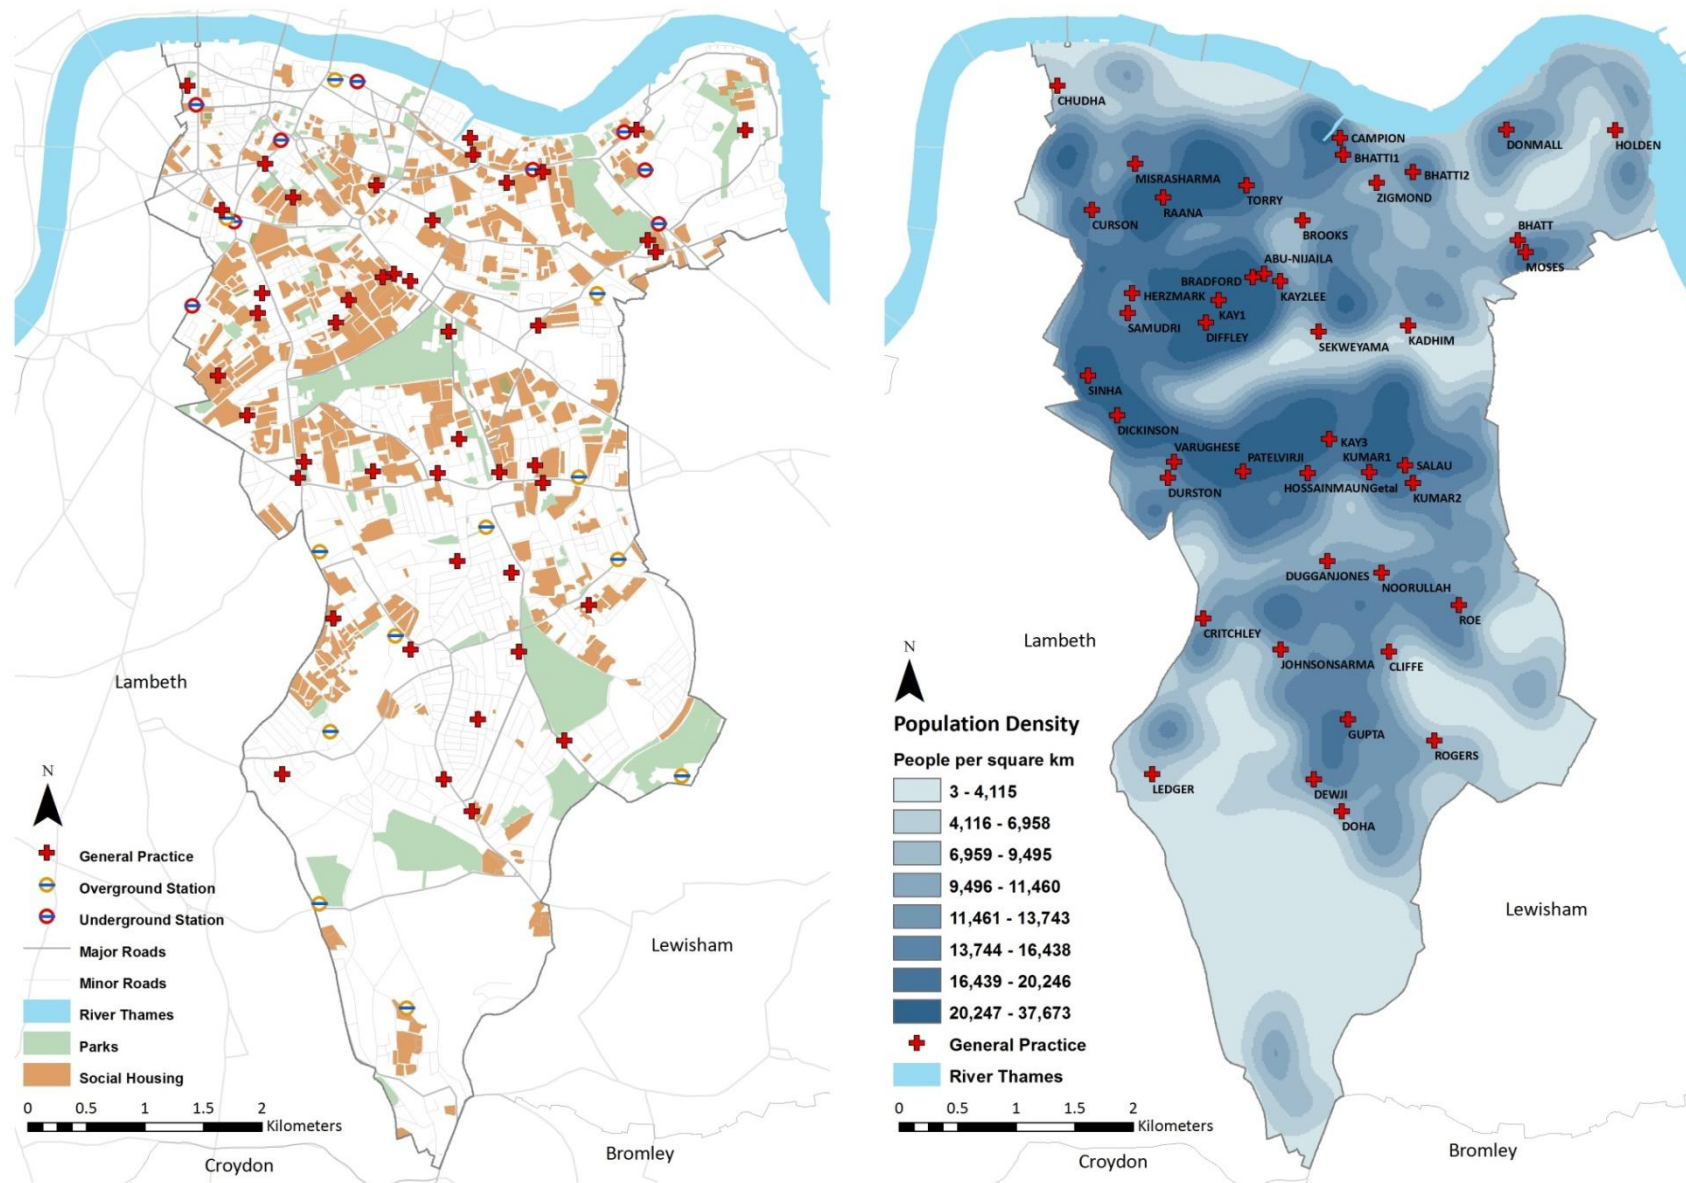 Lambeth
Lewisham
Bromley
Croydon
N
General Practice
Overground Station
Underground Station
Major Roads
Minor Roads
River Thames
Parks
Social Housing
0 0.5 1 1.5 2
Kilometers
CHUDHA
CAMPION
BHATTI1
DONMALL
HOLDEN
MISRASHARMA
BHATTI2
ZIGMOND
TORRY
RAANA
CURSON
BROOKS
BHATT
MOSES
ABU-NIJAILA
BRADFORD
KAY2LEE
HERZMARK
KAY1
SAMUDRI
DIFFLEY
SEKWEYAMA
KADHIM
SINHA
DICKINSON
VARUGHESE
KAY3
PATELVIRJI
KUMAR1
SALAU
DURSTON
HOSSAINMAUNGetal
KUMAR2
DUGGANJONES
NOORULLAH
ROE
CRITCHLEY
JOHNSONSARMA
CLIFFE
GUPTA
ROGERS
LEDGER
DEWJI
DOHA
Lambeth
Lewisham
Bromley
Croydon
N
Population Density
People per square km
3 - 4,115
4,116 - 6,958
6,959 - 9,495
9,496 - 11,460
11,461 - 13,743
13,744 - 16,438
16,439 - 20,246
20,247 - 37,673
General Practice
River Thames
0 0.5 1 1.5 2
Kilometers